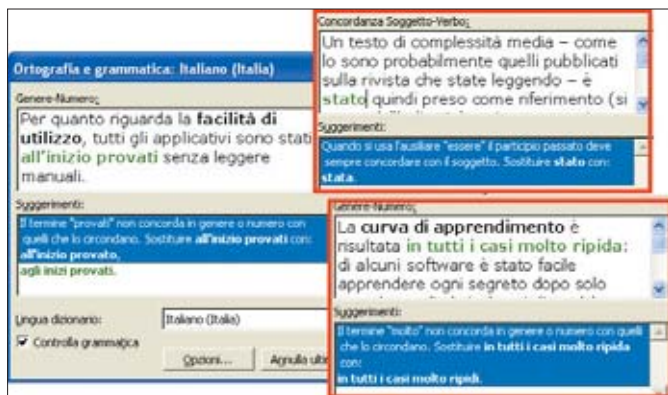 Ortografia e grammatica: Italiano (Italia)
Genere-Numero:
Per quanto riguarda la facilità di
utilizzo, tutti gli applicativi sono stati
all'inizio provati senza leggere
manuali.
Suggerimenti:
Il termine "provati" non concorda in genere o numero con
quelli che lo circondano. Sostituire all'inizio provati con:
all'inizio provato,
agli inizi provati.
Lingua dizionario:
Italiano (Italia)
Controlla grammatica
Opzioni...
Annulla
Concordanza Soggetto-Verbo:
Un testo di complessità media – come
lo sono probabilmente quelli pubblicati
sulla rivista che state leggendo – è
stato quindi preso come riferimento (si
Suggerimenti:
Quando si usa l'ausiliare "essere" il participio passato deve
sempre concordare con il soggetto. Sostituire stato con:
stata.
Genere-Numero:
La curva di apprendimento è
risultata in tutti i casi molto ripida:
di alcuni software è stato facile
apprendere ogni segreto dopo solo
Suggerimenti:
Il termine "molto" non concorda in genere o numero con quelli
che lo circondano. Sostituire in tutti i casi molto ripida
con:
in tutti i casi molto ripidi.